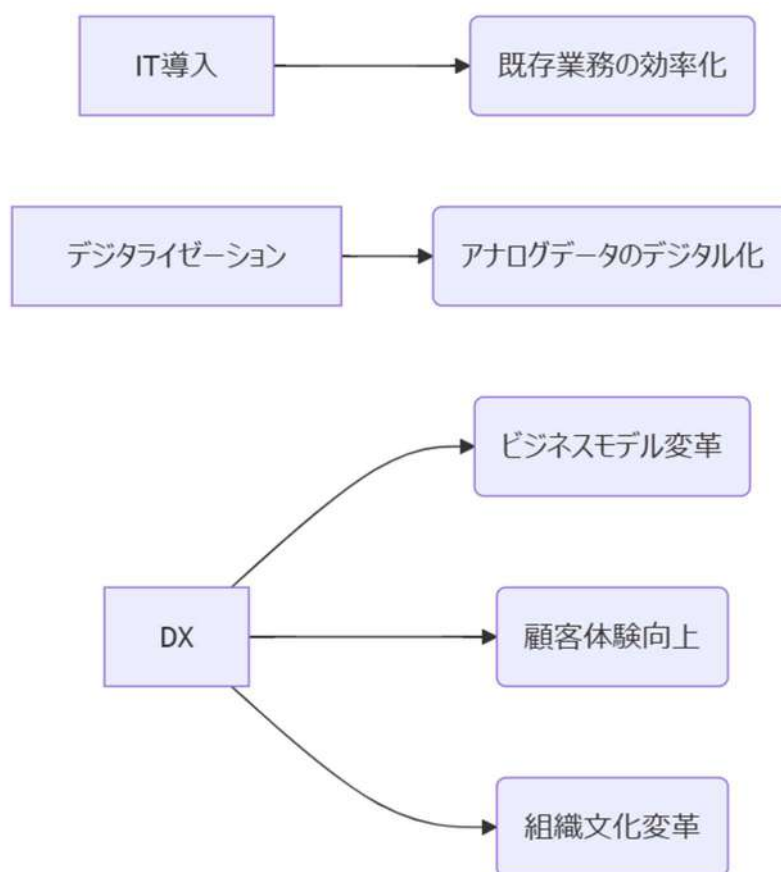 IT導入
既存業務の効率化
デジタライゼーション
アナログデータのデジタル化
ビジネスモデル変革
DX
顧客体験向上
組織文化変革